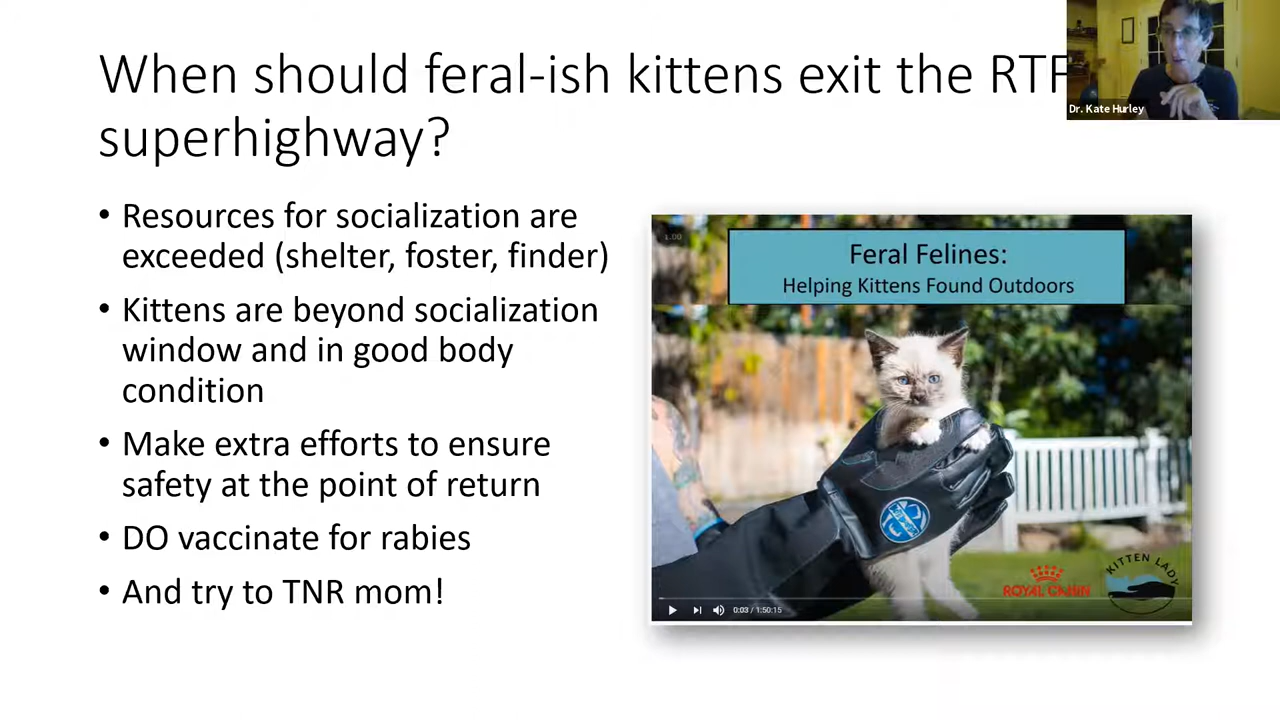 When should feral-ish kittens exit the RTF
superhighway?
Dr. Kate Hurley
• Resources for socialization are
exceeded (shelter, foster, finder)
• Kittens are beyond socialization
window and in good body
condition
• Make extra efforts to ensure
safety at the point of return
• DO vaccinate for rabies
• And try to TNR mom!
1.00
Feral Felines:
Helping Kittens Found Outdoors
ROYAL CANIN
KITTEN LADY
0:03 / 1:50:15